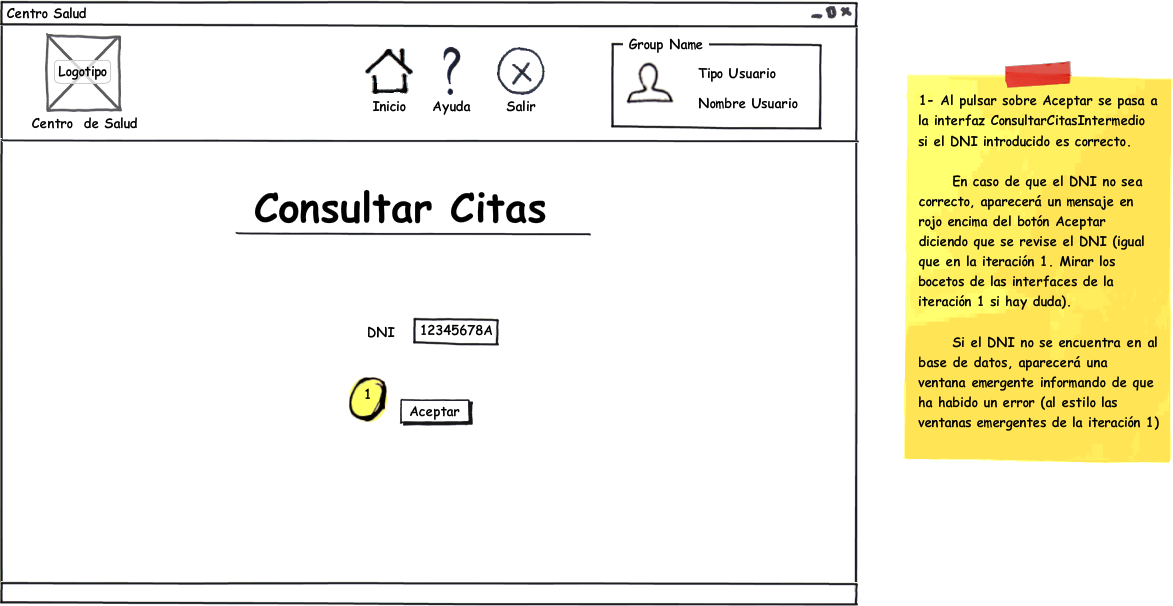 Centro Salud
Logotipo
Centro de Salud
Inicio
Ayuda
Salir
Group Name
Tipo Usuario
Nombre Usuario
Consultar Citas
DNI
12345678A
1
Aceptar
1- Al pulsar sobre Aceptar se pasa a
la interfaz ConsultarCitasIntermedio
si el DNI introducido es correcto.
En caso de que el DNI no sea
correcto, aparecerá un mensaje en
rojo encima del botón Aceptar
diciendo que se revise el DNI (igual
que en la iteración 1. Mirar los
bocetos de las interfaces de la
iteración 1 si hay duda).
Si el DNI no se encuentra en al
base de datos, aparecerá una
ventana emergente informando de que
ha habido un error (al estilo las
ventanas emergentes de la iteración 1)